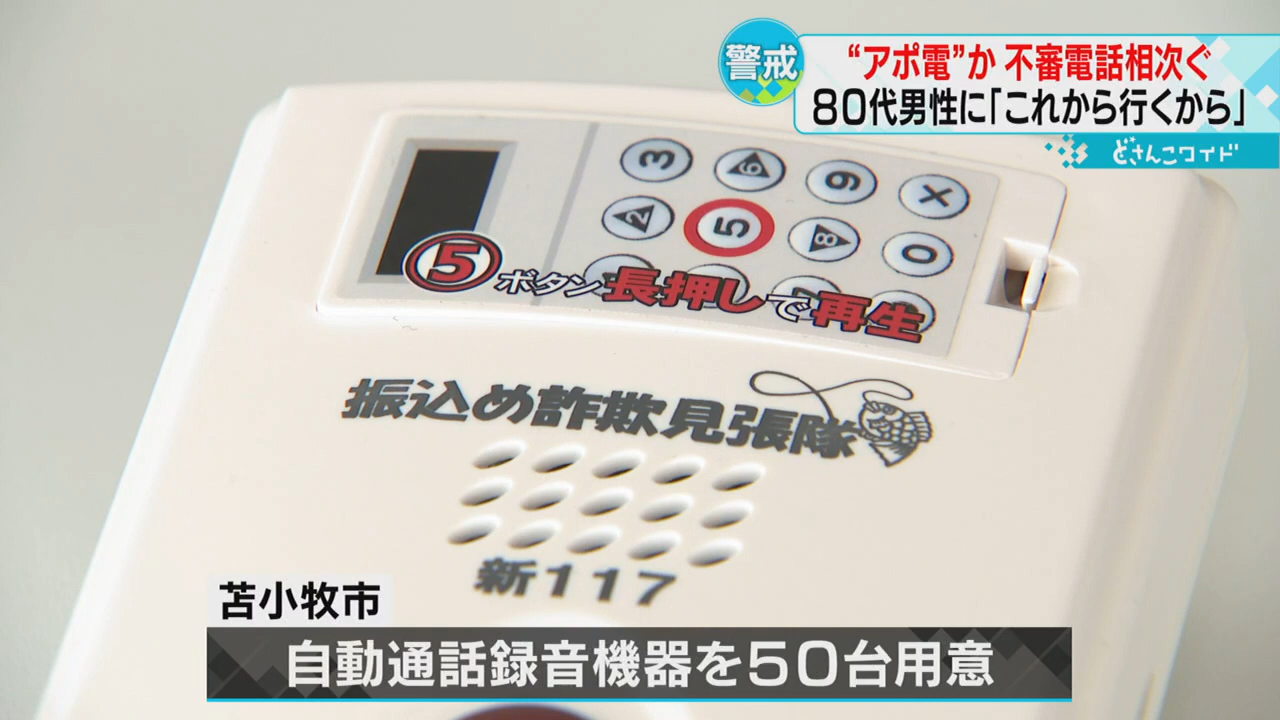 警戒
“アポ電”か 不審電話相次ぐ
80代男性に「これから行くから」
どさんこワイド
3 6 9 X
2 5 8 0
⑤ボタン長押しで再生
振込め詐欺見張隊
新117
苫小牧市
自動通話録音機器を50台用意